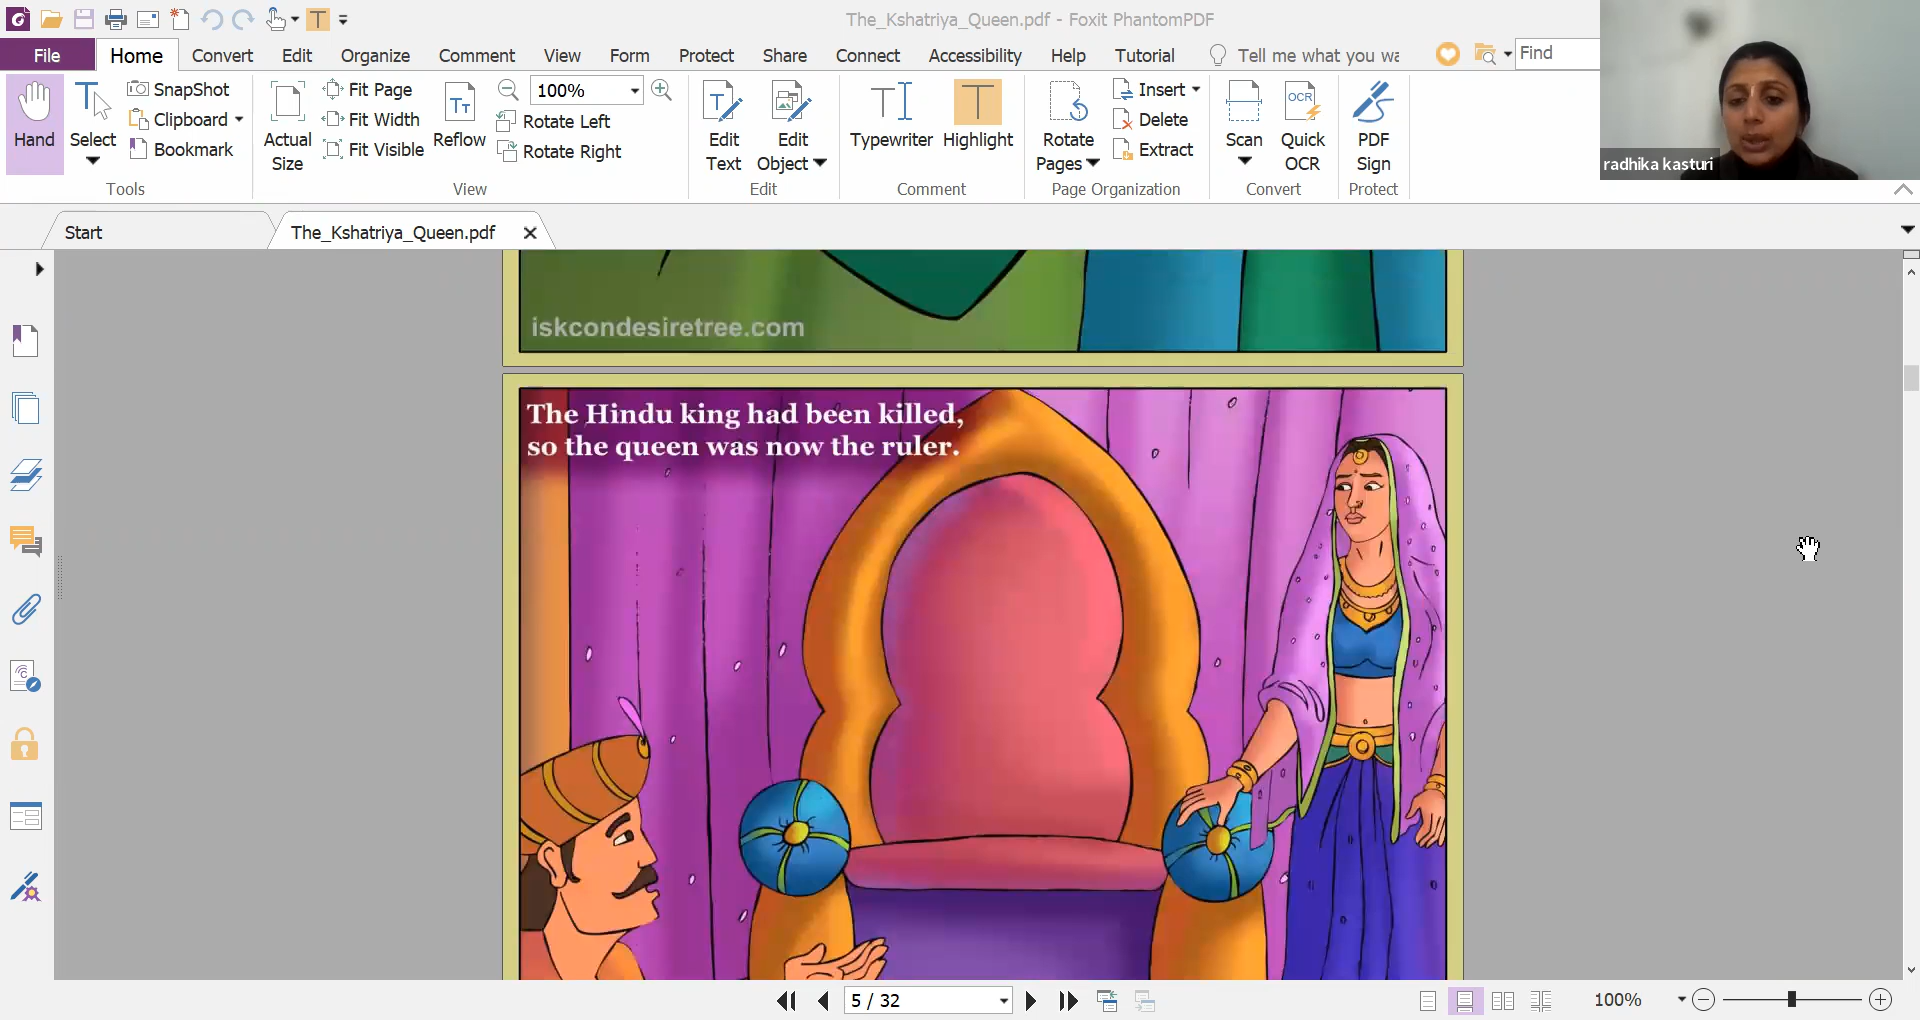 The_Kshatriya_Queen.pdf - Foxit PhantomPDF
File Home Convert Edit Organize Comment View Form Protect Share Connect Accessibility Help Tutorial Tell me what you wa Find
Hand
Select
SnapShot
Clipboard
Bookmark
Tools
Actual Size
Fit Page
Fit Width
Fit Visible
Reflow
100%
Rotate Left
Rotate Right
View
Edit Text
Edit Object
Edit
Typewriter
Highlight
Comment
Rotate Pages
Insert
Delete
Extract
Page Organization
Scan
OCR
Quick OCR
Convert
PDF Sign
Protect
radhika kasturi
Start The_Kshatriya_Queen.pdf
iskcondesiretree.com
The Hindu king had been killed,
so the queen was now the ruler.
5 / 32
100%